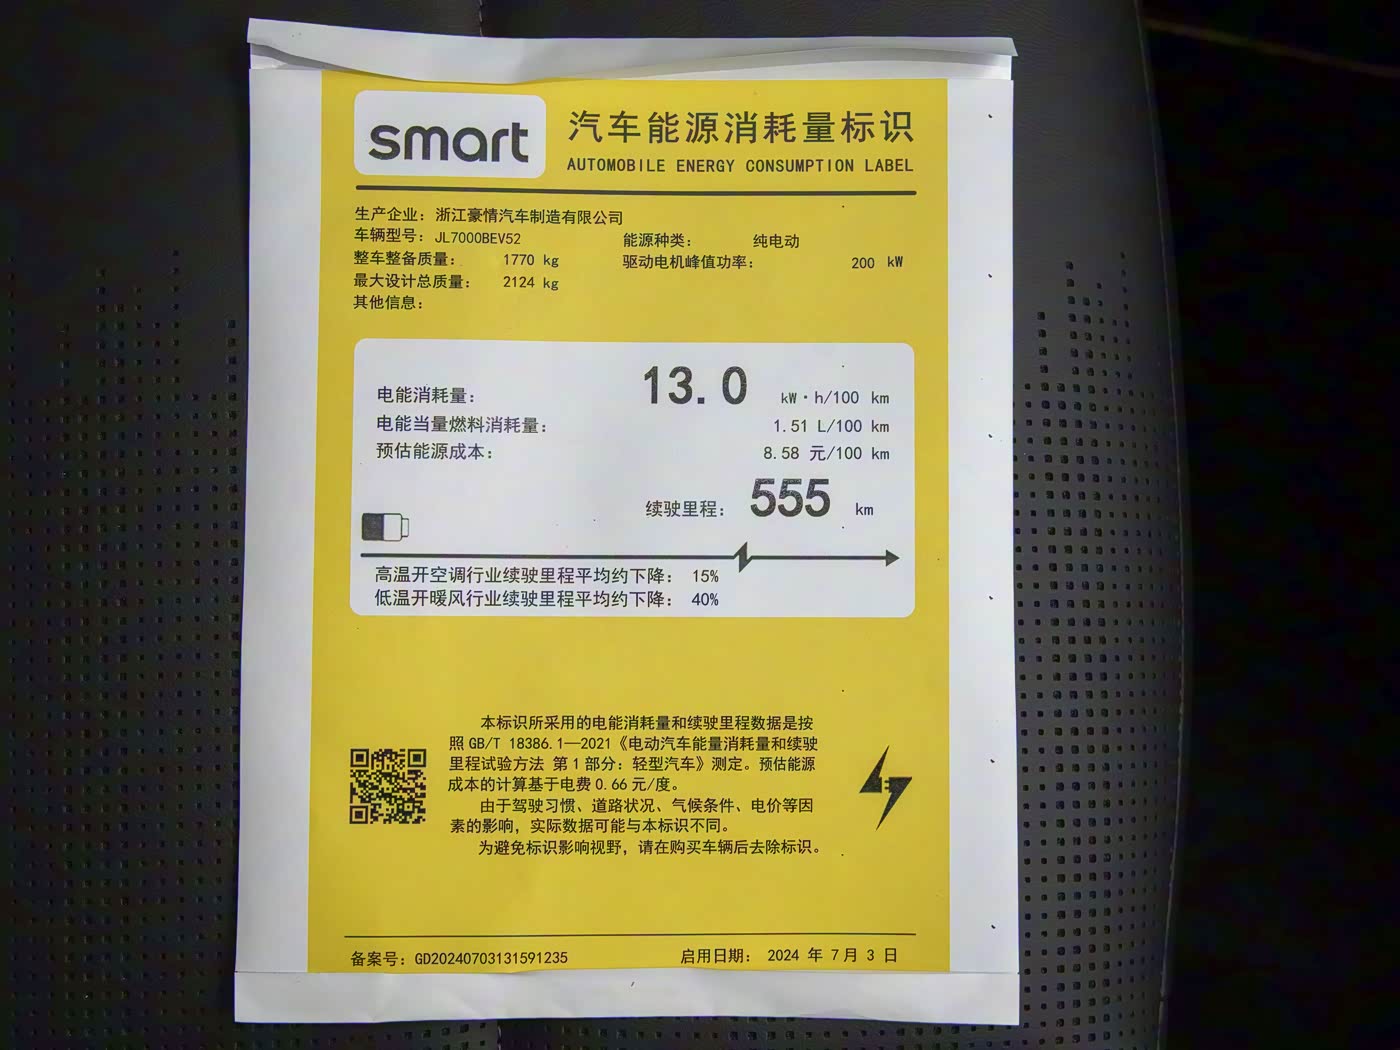 smart
汽车能源消耗量标识
AUTOMOBILE ENERGY CONSUMPTION LABEL
生产企业：浙江豪情汽车制造有限公司
车辆型号：JL7000BEV52 能源种类： 纯电动
整车整备质量： 1770 kg 驱动电机峰值功率： 200 kW
最大设计总质量： 2124 kg
其他信息：
电能消耗量： 13.0 kW·h/100 km
电能当量燃料消耗量： 1.51 L/100 km
预估能源成本： 8.58 元/100 km
续驶里程： 555 km
高温开空调行业续驶里程平均约下降： 15%
低温开暖风行业续驶里程平均约下降： 40%
本标识所采用的电能消耗量和续驶里程数据是按
照 GB/T 18386.1—2021《电动汽车能量消耗量和续驶
里程试验方法 第1部分：轻型汽车》测定。预估能源
成本的计算基于电费 0.66 元/度。
由于驾驶习惯、道路状况、气候条件、电价等因
素的影响，实际数据可能与本标识不同。
为避免标识影响视野，请在购买车辆后去除标识。
备案号：GD20240703131591235 启用日期： 2024 年 7 月 3 日